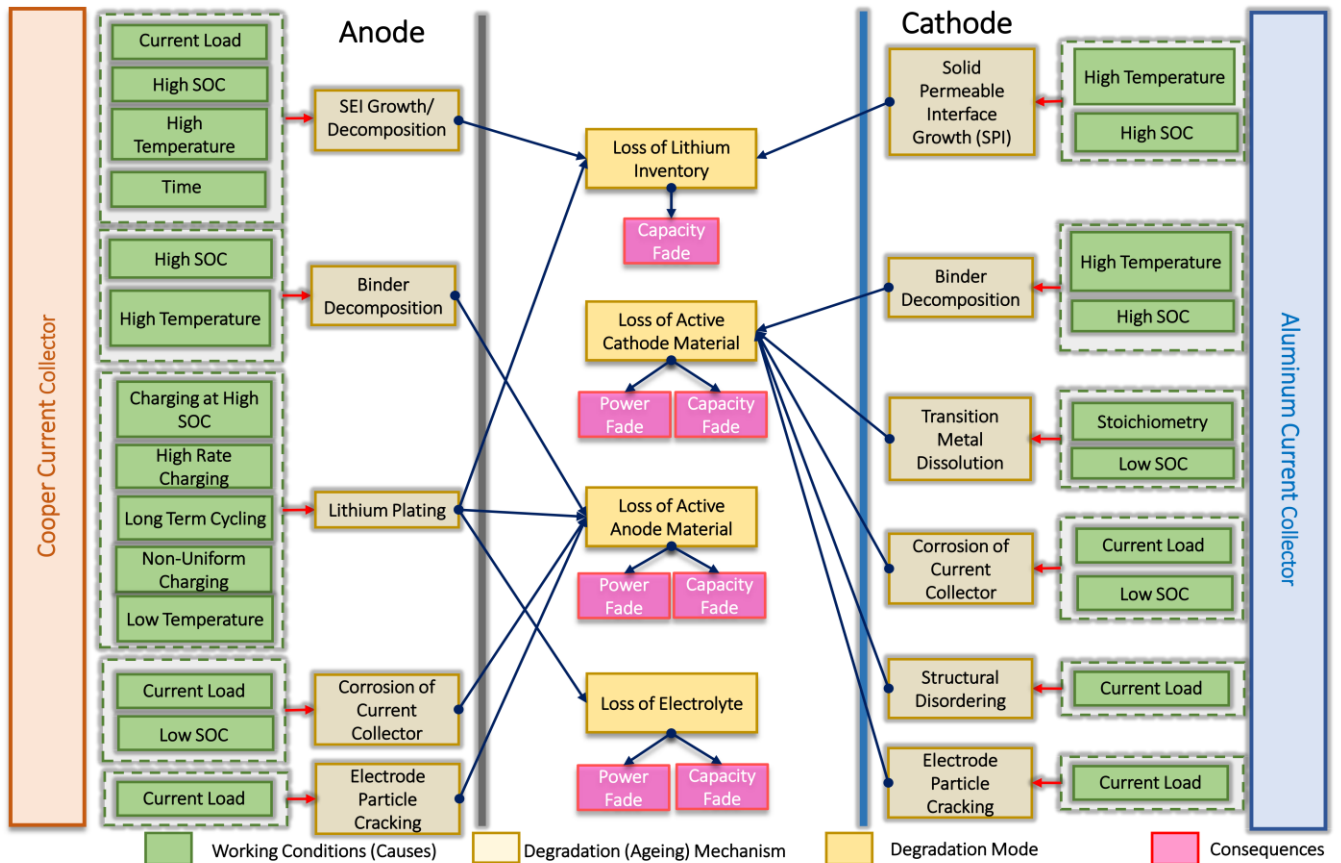 Anode
Cathode
Cooper Current Collector
Current Load
High SOC
High
Temperature
Time
High SOC
High Temperature
Charging at High
SOC
High Rate
Charging
Long Term Cycling
Non-Uniform
Charging
Low Temperature
Current Load
Low SOC
Current Load
SEI Growth/
Decomposition
Binder
Decomposition
Lithium Plating
Corrosion of
Current
Collector
Electrode
Particle
Cracking
Loss of Lithium
Inventory
Capacity
Fade
Loss of Active
Cathode Material
Power
Fade
Capacity
Fade
Loss of Active
Anode Material
Power
Fade
Capacity
Fade
Loss of Electrolyte
Power
Fade
Capacity
Fade
Solid
Permeable
Interface
Growth (SPI)
Binder
Decomposition
Transition
Metal
Dissolution
Corrosion of
Current
Collector
Structural
Disordering
Electrode
Particle
Cracking
High Temperature
High SOC
High Temperature
High SOC
Stoichiometry
Low SOC
Current Load
Low SOC
Current Load
Current Load
Aluminum Current Collector
Working Conditions (Causes)
Degradation (Ageing) Mechanism
Degradation Mode
Consequences